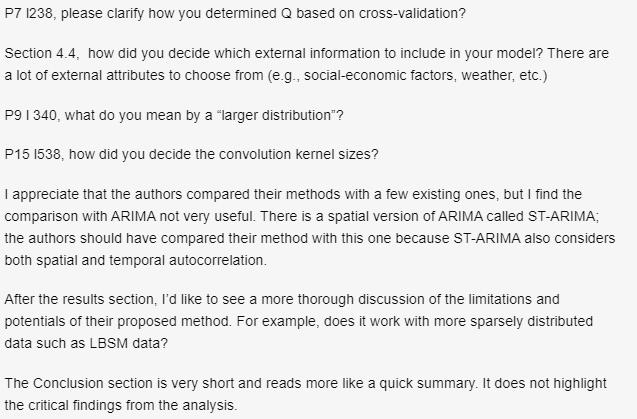 P7 l238, please clarify how you determined Q based on cross-validation?
Section 4.4,  how did you decide which external information to include in your model? There are
a lot of external attributes to choose from (e.g., social-economic factors, weather, etc.)
P9 l 340, what do you mean by a “larger distribution”?
P15 l538, how did you decide the convolution kernel sizes?
I appreciate that the authors compared their methods with a few existing ones, but I find the
comparison with ARIMA not very useful. There is a spatial version of ARIMA called ST-ARIMA;
the authors should have compared their method with this one because ST-ARIMA also considers
both spatial and temporal autocorrelation.
After the results section, I’d like to see a more thorough discussion of the limitations and
potentials of their proposed method. For example, does it work with more sparsely distributed
data such as LBSM data?
The Conclusion section is very short and reads more like a quick summary. It does not highlight
the critical findings from the analysis.